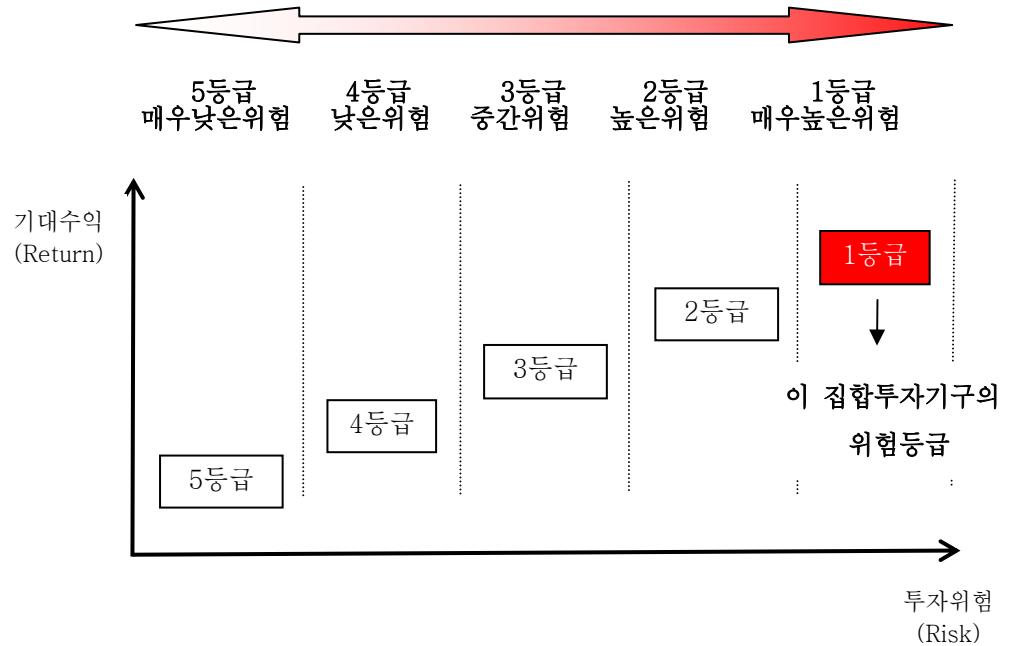 5등급 4등급 3등급 2등급 1등급
매우낮은위험 낮은위험 중간위험 높은위험 매우높은위험
기대수익
(Return)
1등급
2등급
3등급
이 집합투자기구의
4등급
위험등급
5등급
투자위험
(Risk)